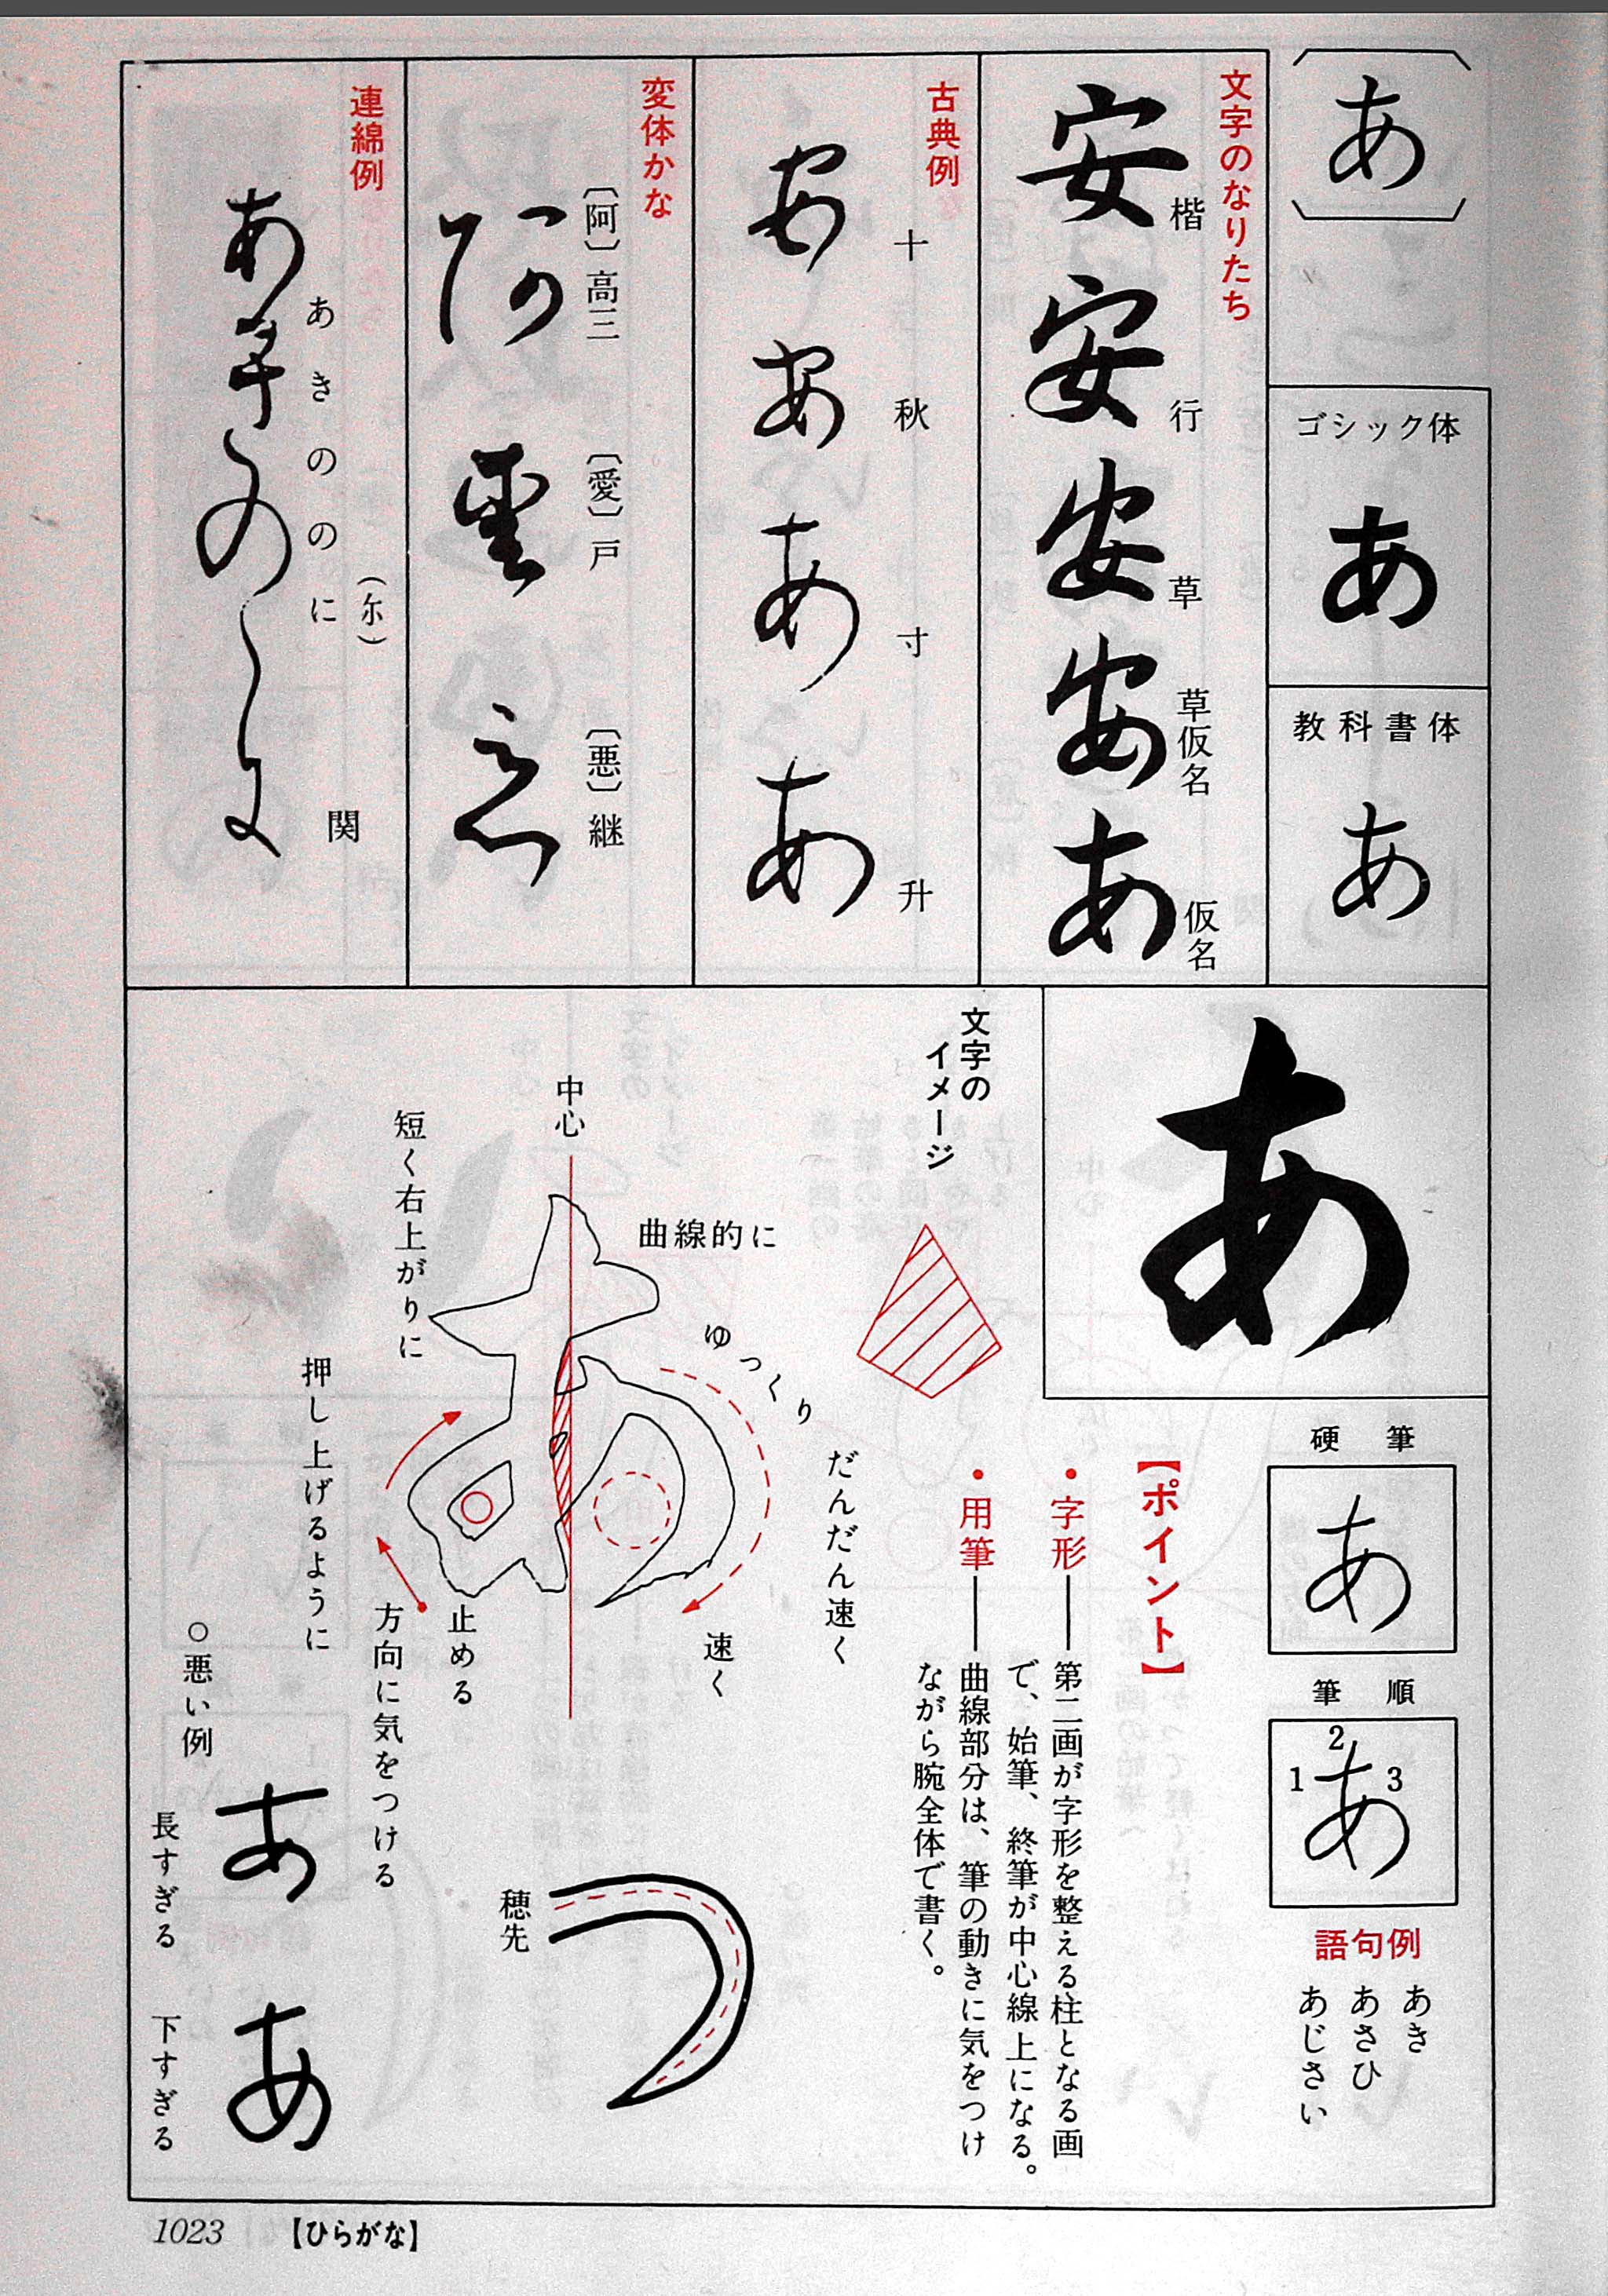 あ
ゴシック体
あ
教科書体
あ
文字のなりたち
安 楷
安 行
安 草
安 草仮名
あ 仮名
古典例
あ 十
あ 秋
あ 寸
あ 升
変体かな
〔阿〕高三
阿
〔愛〕戸
愛
〔悪〕継
悪
連綿例
(尓)
あきののに
関
あ
硬筆
あ
筆順
1
2
3
あ
語句例
あき
あさひ
あじさい
【ポイント】
・字形――第二画が字形を整える柱となる画
で、始筆、終筆が中心線上になる。
・用筆――曲線部分は、筆の動きに気をつけ
ながら腕全体で書く。
文字の
イメージ
曲線的に
ゆっくり
だんだん速く
速く
中心
短く右上がりに
押し上げるように
止める
方向に気をつける
穂先
○悪い例
あ
長すぎる
あ
下すぎる
1023 【ひらがな】